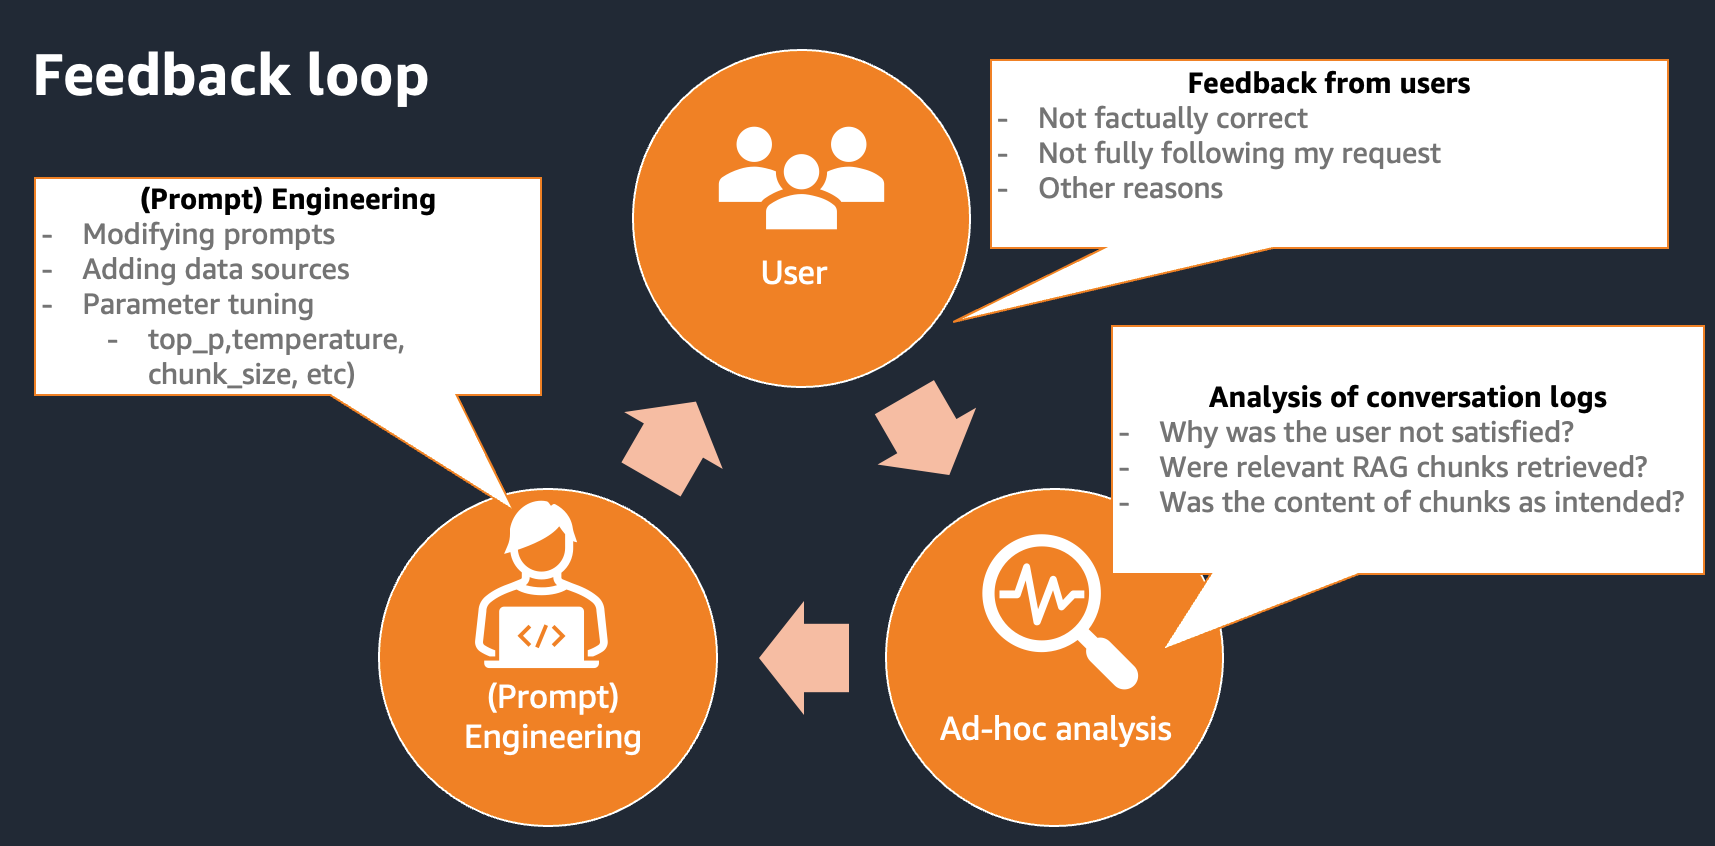 Feedback loop
(Prompt) Engineering
- Modifying prompts
- Adding data sources
- Parameter tuning
- top_p,temperature,
chunk_size, etc)
User
Feedback from users
- Not factually correct
- Not fully following my request
- Other reasons
Analysis of conversation logs
- Why was the user not satisfied?
- Were relevant RAG chunks retrieved?
- Was the content of chunks as intended?
</>
(Prompt)
Engineering
Ad-hoc analysis